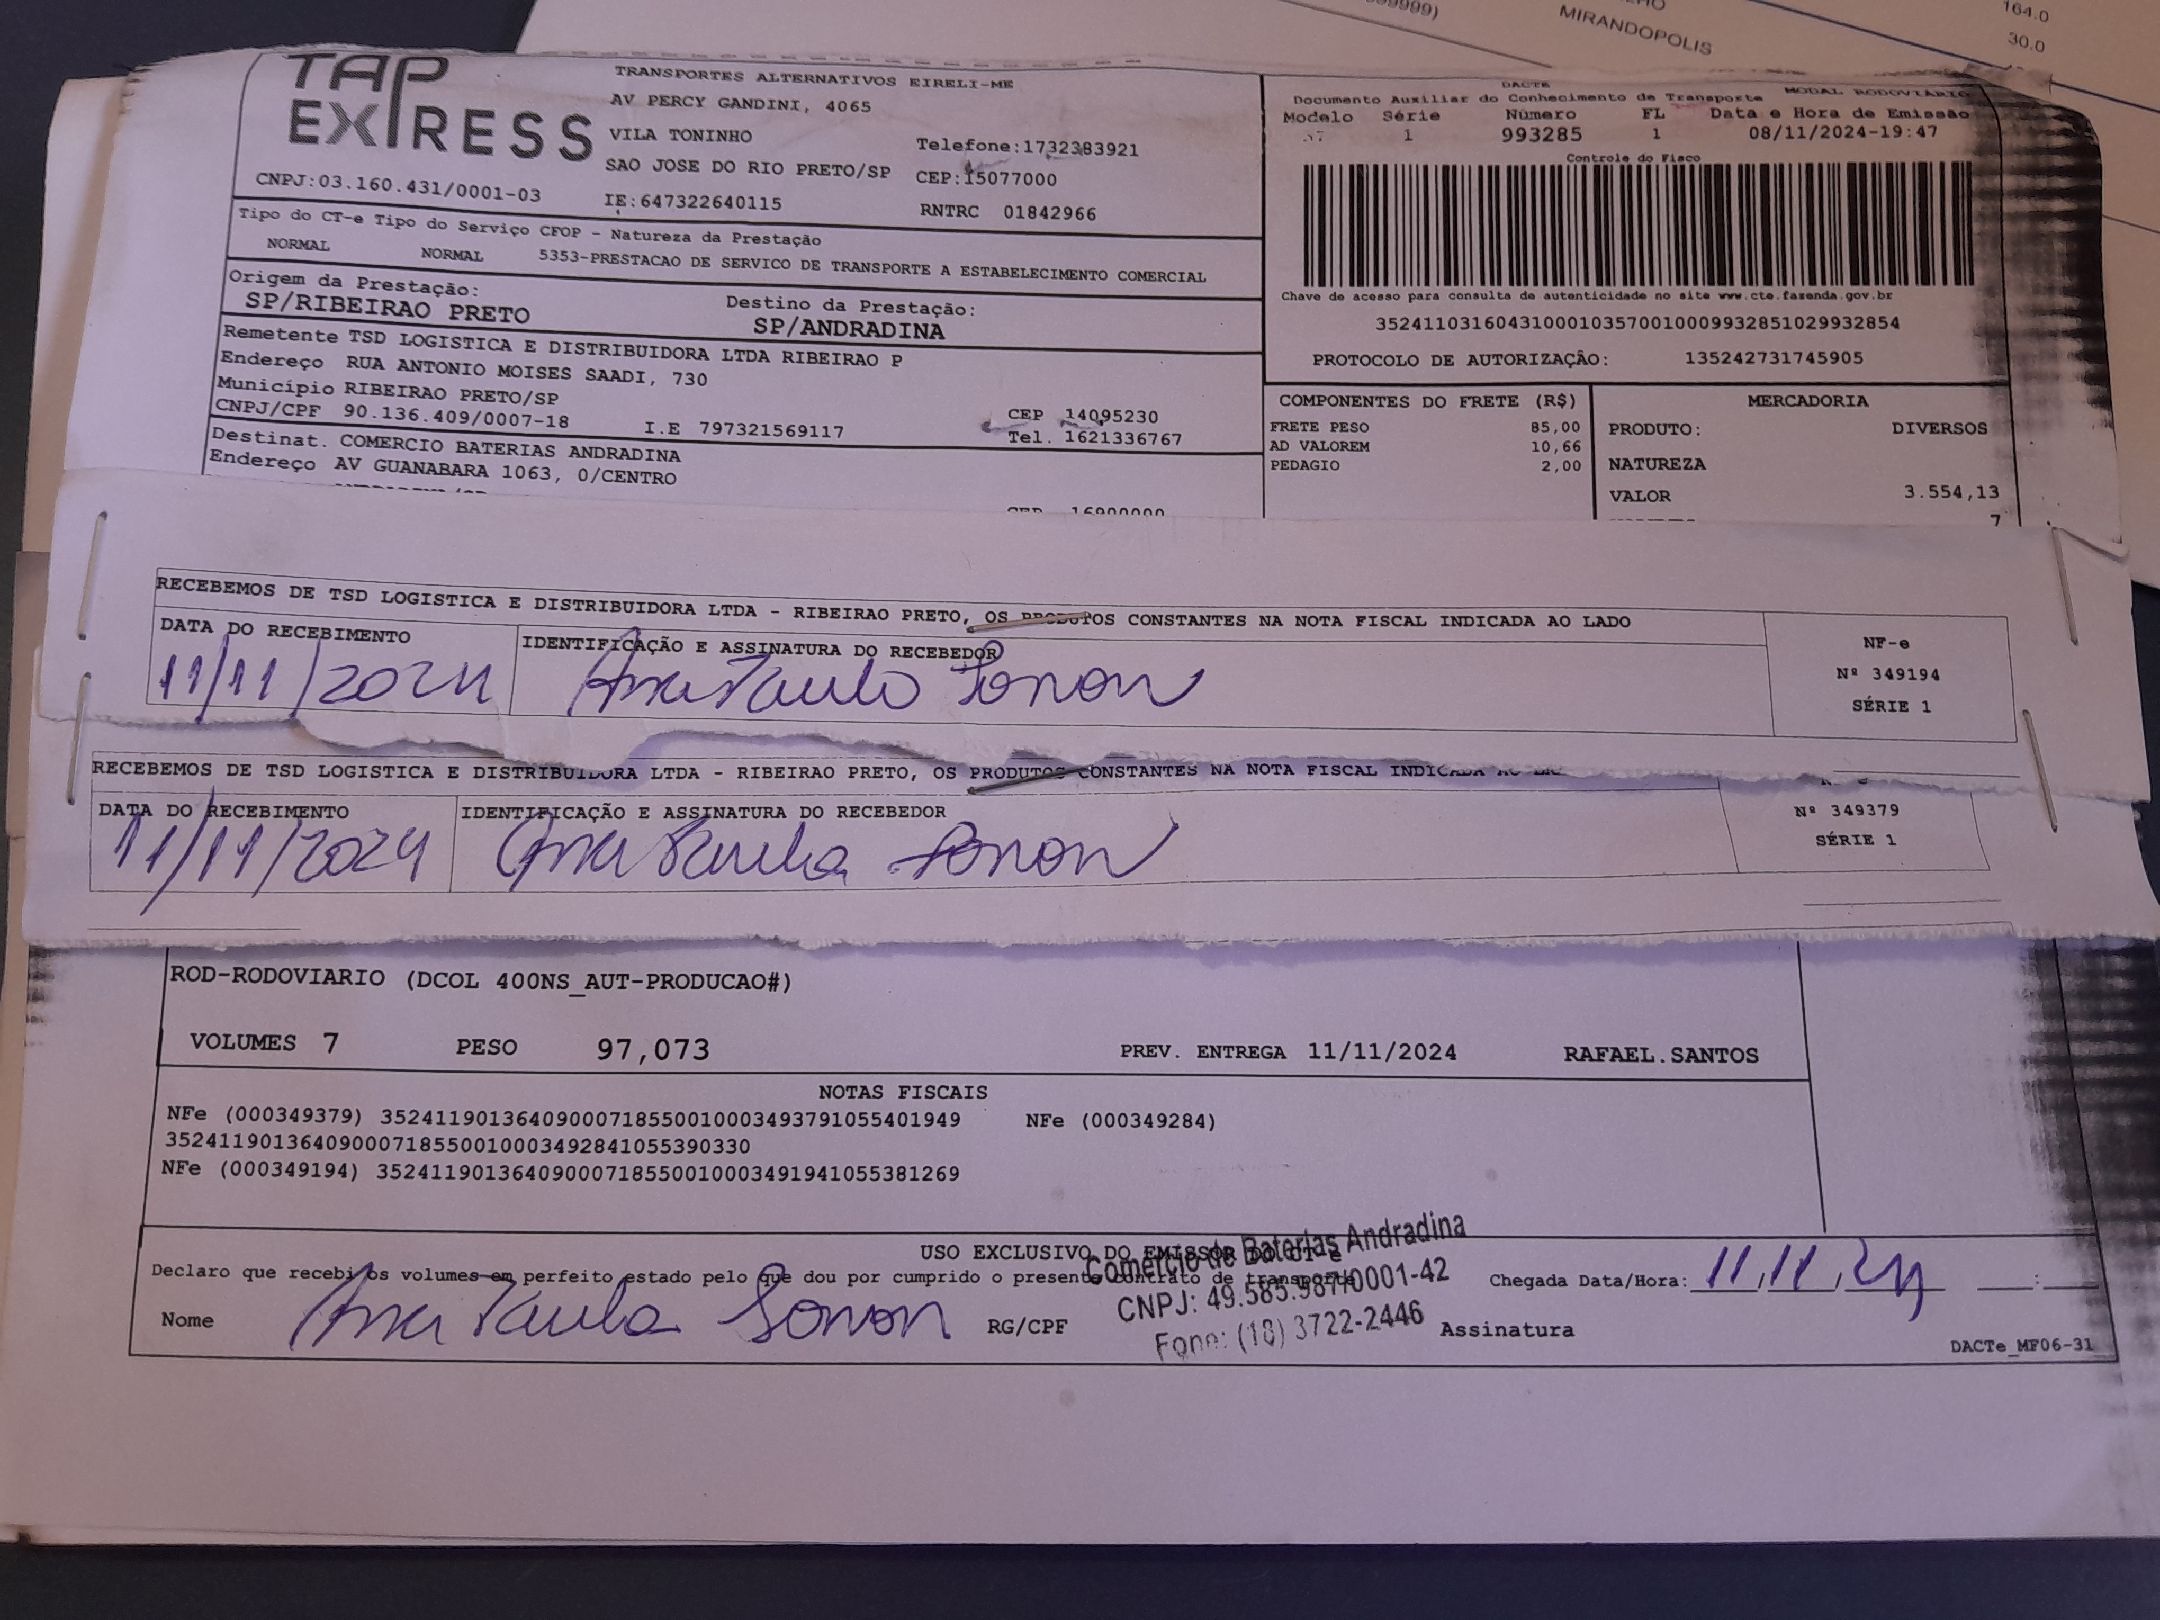 MIRANDOPOLIS
164.0
30.0
TAP EXPRESS
TRANSPORTES ALTERNATIVOS EIRELI-ME
AV PERCY GANDINI, 4065
VILA TONINHO
Telefone:1732383921
SAO JOSE DO RIO PRETO/SP CEP:15077000
CNPJ:03.160.431/0001-03 IE:647322640115 RNTRC 01842966
DACTE
Documento Auxiliar do Conhecimento de Transporte MODAL RODOVIÁRIO
Modelo Série Número FL Data e Hora de Emissão
57 1 993285 1 08/11/2024-19:47
Controle do Fisco
Chave de acesso para consulta de autenticidade no site www.cte.fazenda.gov.br
35241103160431000103570010009932851029932854
PROTOCOLO DE AUTORIZAÇÃO: 135242731745905
Tipo do CT-e Tipo do Serviço CFOP - Natureza da Prestação
NORMAL NORMAL 5353-PRESTACAO DE SERVICO DE TRANSPORTE A ESTABELECIMENTO COMERCIAL
Origem da Prestação: Destino da Prestação:
SP/RIBEIRAO PRETO SP/ANDRADINA
Remetente TSD LOGISTICA E DISTRIBUIDORA LTDA RIBEIRAO P
Endereço RUA ANTONIO MOISES SAADI, 730
Município RIBEIRAO PRETO/SP CEP 14095230
CNPJ/CPF 90.136.409/0007-18 I.E 797321569117 Tel. 1621336767
Destinat. COMERCIO BATERIAS ANDRADINA
Endereço AV GUANABARA 1063, 0/CENTRO
CEP 16900000
COMPONENTES DO FRETE (R$)
FRETE PESO 85,00
AD VALOREM 10,66
PEDAGIO 2,00
MERCADORIA
PRODUTO: DIVERSOS
NATUREZA
VALOR 3.554,13
7
RECEBEMOS DE TSD LOGISTICA E DISTRIBUIDORA LTDA - RIBEIRAO PRETO, OS PRODUTOS CONSTANTES NA NOTA FISCAL INDICADA AO LADO
DATA DO RECEBIMENTO IDENTIFICAÇÃO E ASSINATURA DO RECEBEDOR
11/11/2024 Ana Paula
NF-e
Nº 349194
SÉRIE 1
RECEBEMOS DE TSD LOGISTICA E DISTRIBUIDORA LTDA - RIBEIRAO PRETO, OS PRODUTOS CONSTANTES NA NOTA FISCAL INDICADA
DATA DO RECEBIMENTO IDENTIFICAÇÃO E ASSINATURA DO RECEBEDOR
11/11/2024 Ana Paula
Nº 349379
SÉRIE 1
ROD-RODOVIARIO (DCOL 400NS_AUT-PRODUCAO#)
VOLUMES 7 PESO 97,073 PREV. ENTREGA 11/11/2024 RAFAEL.SANTOS
NOTAS FISCAIS
NFe (000349379) 35241190136409000718550010003493791055401949 NFe (000349284)
35241190136409000718550010003492841055390330
NFe (000349194) 35241190136409000718550010003491941055381269
USO EXCLUSIVO DO EMISSOR DO CT-e
Declaro que recebi os volumes em perfeito estado pelo que dou por cumprido o presente contrato de transporte
Chegada Data/Hora: 11/11/24 :
Nome Ana Paula RG/CPF Assinatura
Comercio de Baterias Andradina
CNPJ: 49.585.987/0001-42
Fone: (18) 3722-2446
DACTe_MF06-31